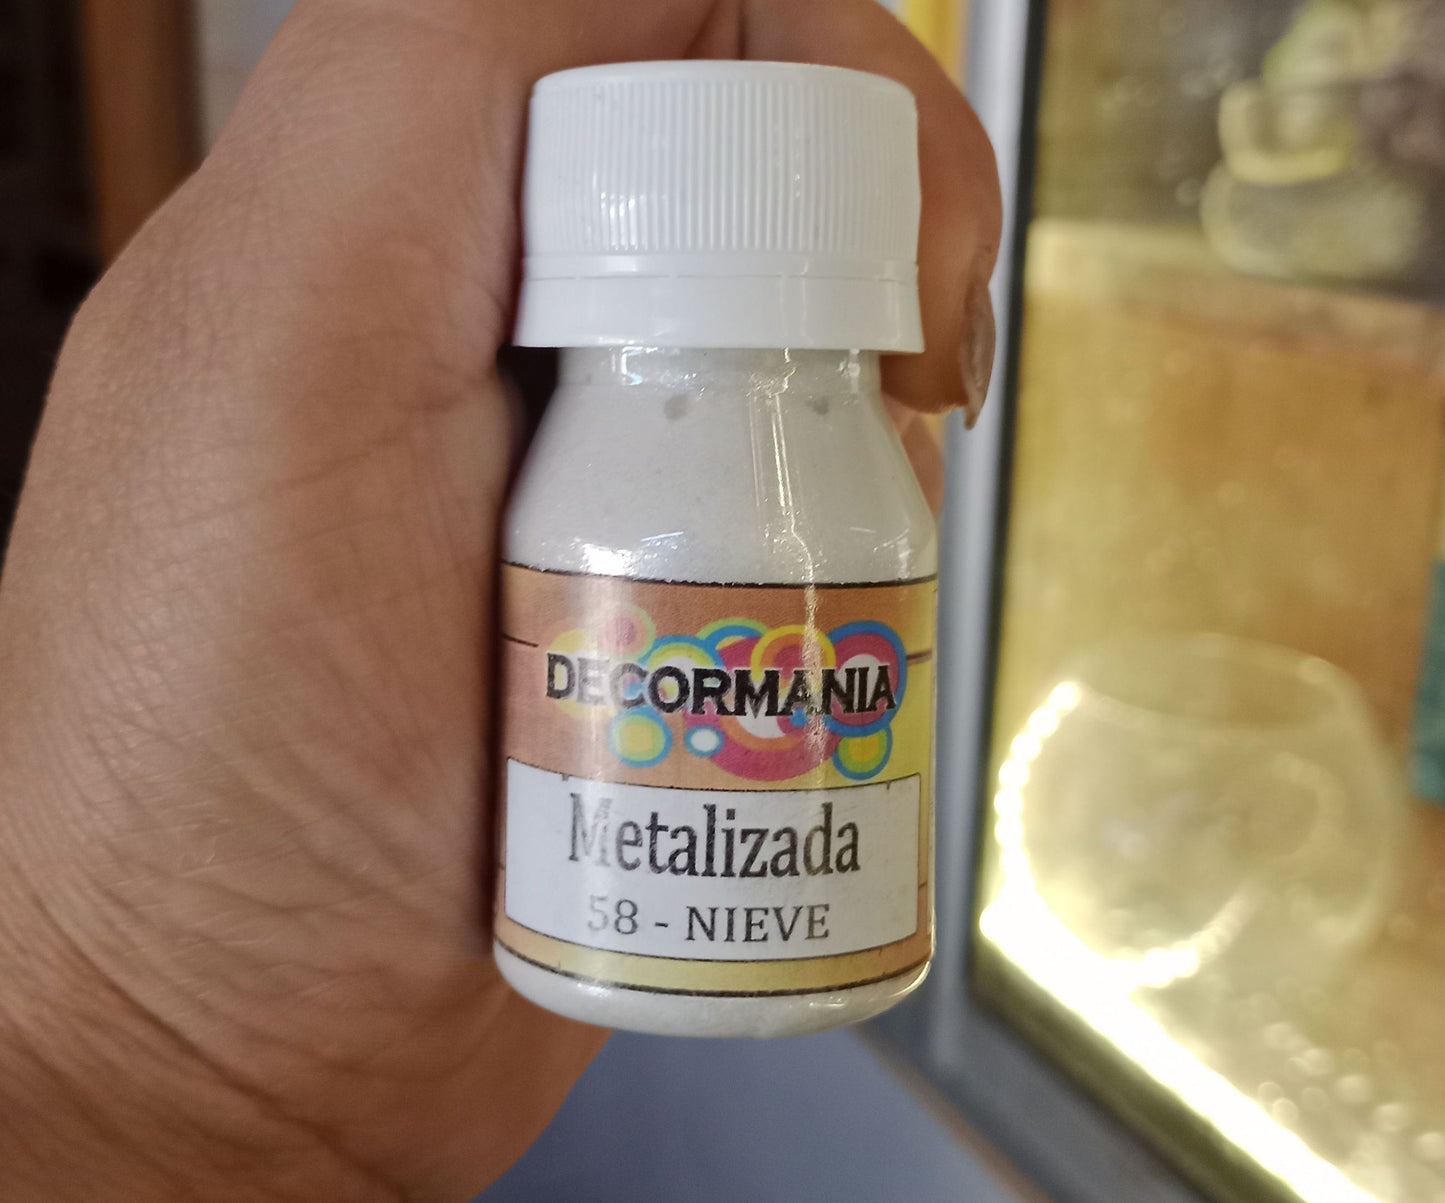 DECORMANIA
Metalizada
58 - NIEVE